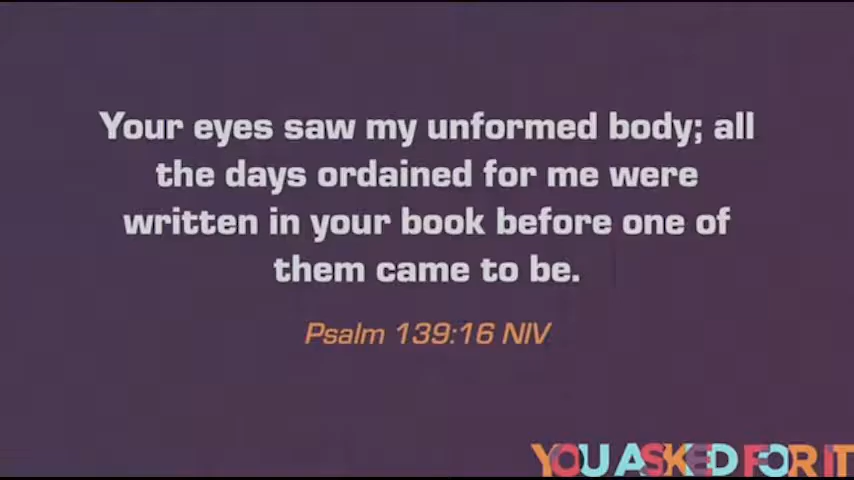 Your eyes saw my unformed body; all
the days ordained for me were
written in your book before one of
them came to be.
Psalm 139:16 NIV
YOU ASKED FOR IT